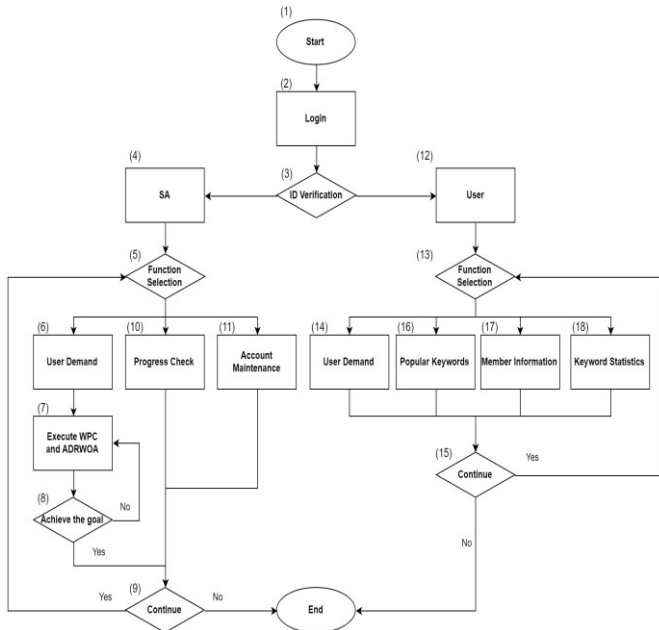 (1)
Start
(2)
Login
(3)
ID Verification
(4)
SA
(12)
User
(5)
Function
Selection
(13)
Function
Selection
(6)
User Demand
(10)
Progress Check
(11)
Account
Maintenance
(14)
User Demand
(16)
Popular Keywords
(17)
Member Information
(18)
Keyword Statistics
(7)
Execute WPC
and ADRWOA
(8)
Achieve the goal
No
Yes
(15)
Continue
Yes
No
(9)
Continue
Yes
No
End